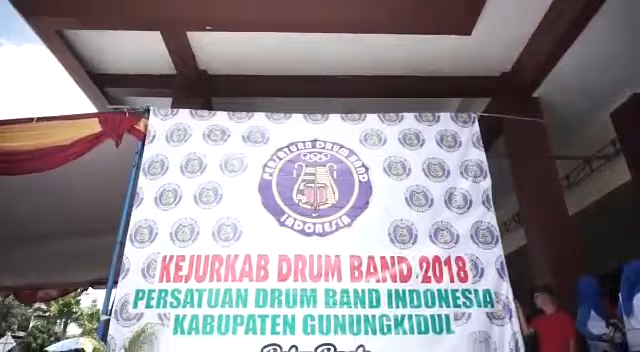 PERSATUAN DRUM BAND
INDONESIA
KEJURKAB DRUM BAND 2018
PERSATUAN DRUM BAND INDONESIA
KABUPATEN GUNUNGKIDUL